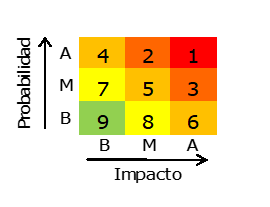 Probabilidad
A 4 2 1
M 7 5 3
B 9 8 6
B M A
Impacto